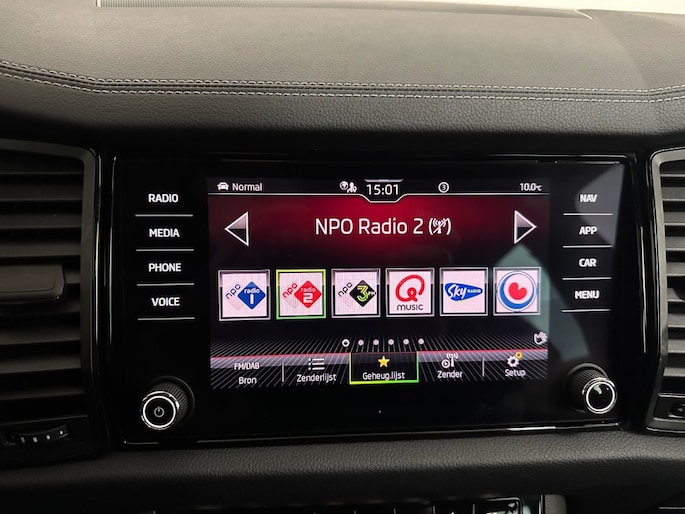 Normal
15:01
3
10.0°C
RADIO
MEDIA
PHONE
VOICE
NPO Radio 2
NAV
APP
CAR
MENU
npo radio 1
npo radio 2
npo 3FM
Q MUSIC
Sky RADIO
FM/DAB
Bron
Zenderlijst
Geheug.lijst
Zender
Setup